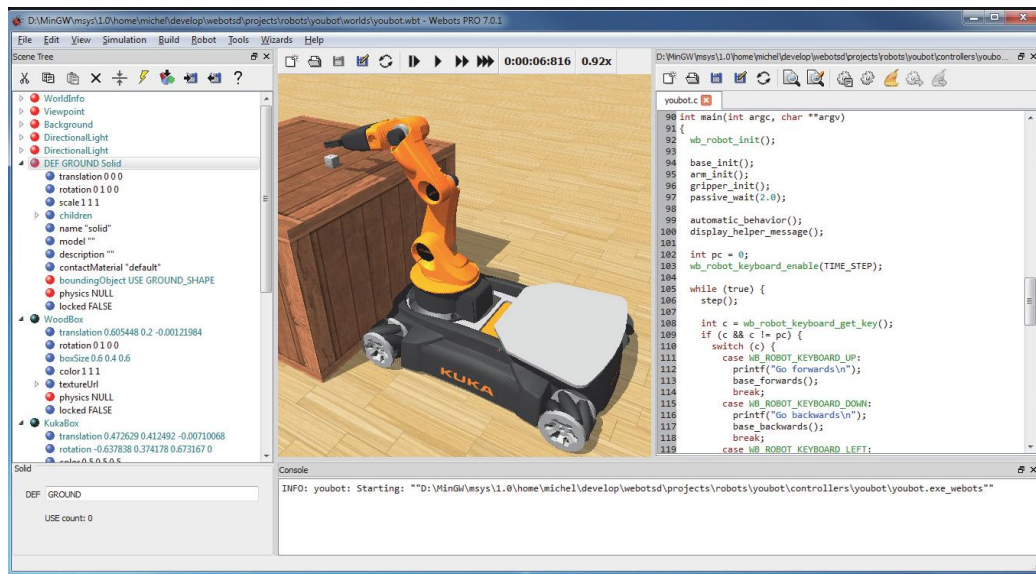 D:\MinGW\msys\1.0\home\michel\develop\webotsd\projects\robots\youbot\worlds\youbot.wbt - Webots PRO 7.0.1
File Edit View Simulation Build Robot Tools Wizards Help
Scene Tree
WorldInfo
Viewpoint
Background
DirectionalLight
DirectionalLight
DEF GROUND Solid
translation 0 0 0
rotation 0 1 0 0
scale 1 1 1
children
name "solid"
model ""
description ""
contactMaterial "default"
boundingObject USE GROUND_SHAPE
physics NULL
locked FALSE
WoodBox
translation 0.605448 0.2 -0.00121984
rotation 0 1 0 0
boxSize 0.6 0.4 0.6
color 1 1 1
textureUrl
physics NULL
locked FALSE
KukaBox
translation 0.472629 0.412492 -0.00710068
rotation -0.637838 0.374178 0.673167 0
color 0.5 0.5 0.5
Solid
DEF GROUND
USE count: 0
0:00:06:816 0.92x
KUKA
D:\MinGW\msys\1.0\home\michel\develop\webotsd\projects\robots\youbot\controllers\youbo...
youbot.c
90 int main(int argc, char **argv)
91 {
92 wb_robot_init();
93
94 base_init();
95 arm_init();
96 gripper_init();
97 passive_wait(2.0);
98
99 automatic_behavior();
100 display_helper_message();
101
102 int pc = 0;
103 wb_robot_keyboard_enable(TIME_STEP);
104
105 while (true) {
106 step();
107
108 int c = wb_robot_keyboard_get_key();
109 if (c && c != pc) {
110 switch (c) {
111 case WB_ROBOT_KEYBOARD_UP:
112 printf("Go forwards\n");
113 base_forwards();
114 break;
115 case WB_ROBOT_KEYBOARD_DOWN:
116 printf("Go backwards\n");
117 base_backwards();
118 break;
119 case WB_ROBOT_KEYBOARD_LEFT:
Console
INFO: youbot: Starting: ""D:\MinGW\msys\1.0\home\michel\develop\webotsd\projects\robots\youbot\controllers\youbot\youbot.exe_webots""